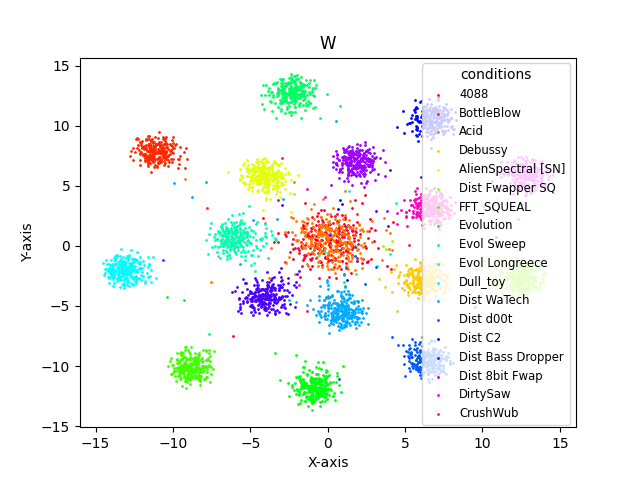 W
conditions
4088
BottleBlow
Acid
Debussy
AlienSpectral [SN]
Dist Fwapper SQ
FFT_SQUEAL
Evolution
Evol Sweep
Evol Longreece
Dull_toy
Dist WaTech
Dist d00t
Dist C2
Dist Bass Dropper
Dist 8bit Fwap
DirtySaw
CrushWub
Y-axis
15
10
5
0
−5
−10
−15
−15 −10 −5 0 5 10 15
X-axis